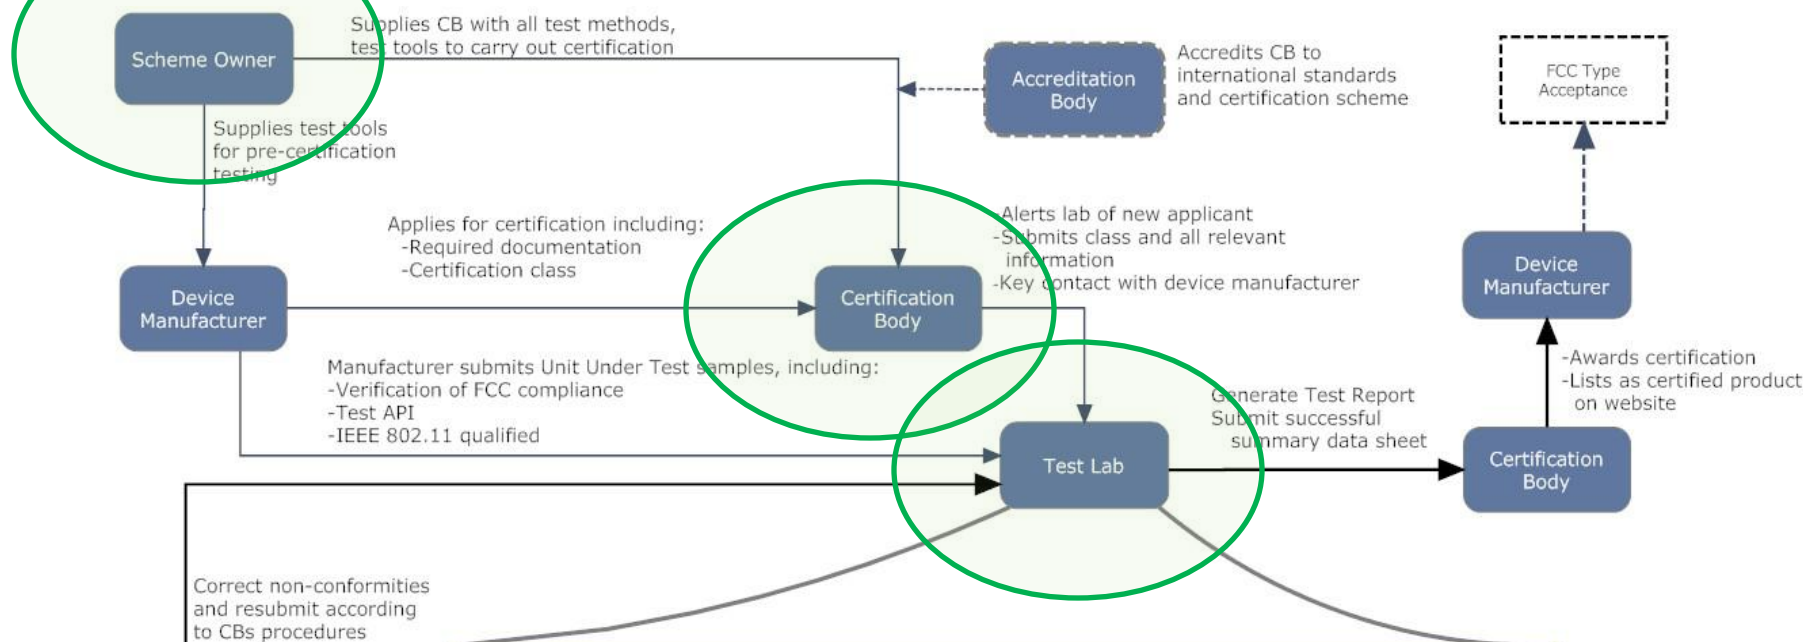 Supplies CB with all test methods,
test tools to carry out certification
Scheme Owner
Accreditation
Body
Accredits CB to
international standards
and certification scheme
FCC Type
Acceptance
Supplies test tools
for pre-certification
testing
Applies for certification including:
-Required documentation
-Certification class
-Alerts lab of new applicant
-Submits class and all relevant
information
-Key contact with device manufacturer
Device
Manufacturer
Certification
Body
Device
Manufacturer
Manufacturer submits Unit Under Test samples, including:
-Verification of FCC compliance
-Test API
-IEEE 802.11 qualified
-Awards certification
-Lists as certified product
on website
Generate Test Report
Submit successful
summary data sheet
Test Lab
Certification
Body
Correct non-conformities
and resubmit according
to CBs procedures